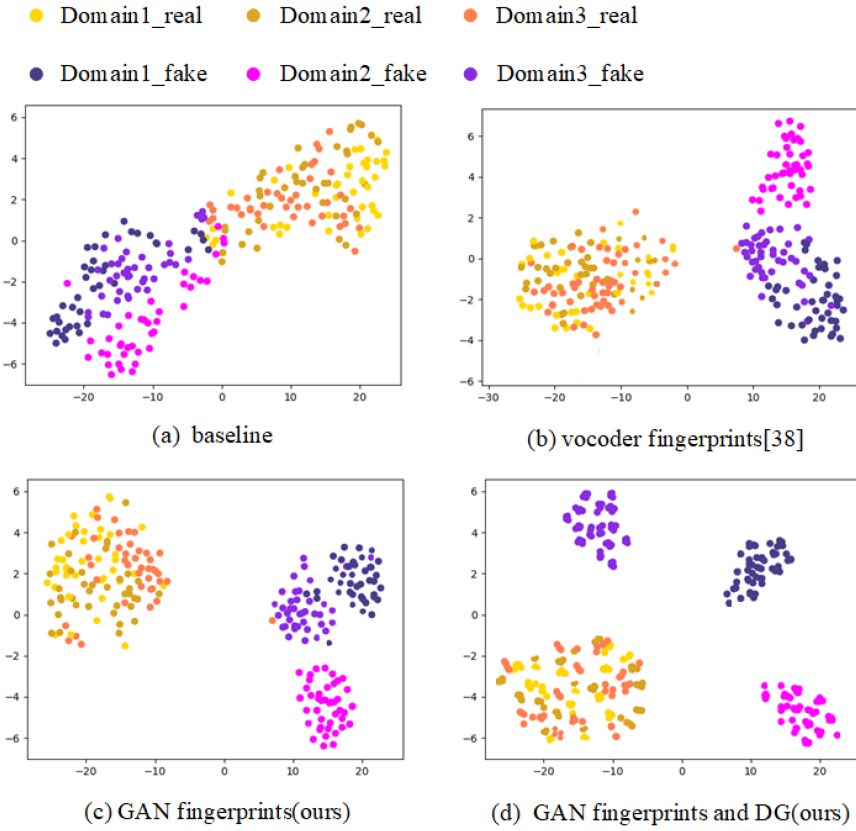 Domain1_real Domain2_real Domain3_real
Domain1_fake Domain2_fake Domain3_fake
6
4
2
0
−2
−4
−6
−20 −10 0 10 20
(a) baseline
6
4
2
0
−2
−4
−6
−30 −20 −10 0 10 20
(b) vocoder fingerprints[38]
6
4
2
0
−2
−4
−6
−20 −10 0 10 20
(c) GAN fingerprints(ours)
6
4
2
0
−2
−4
−6
−20 −10 0 10 20
(d) GAN fingerprints and DG(ours)